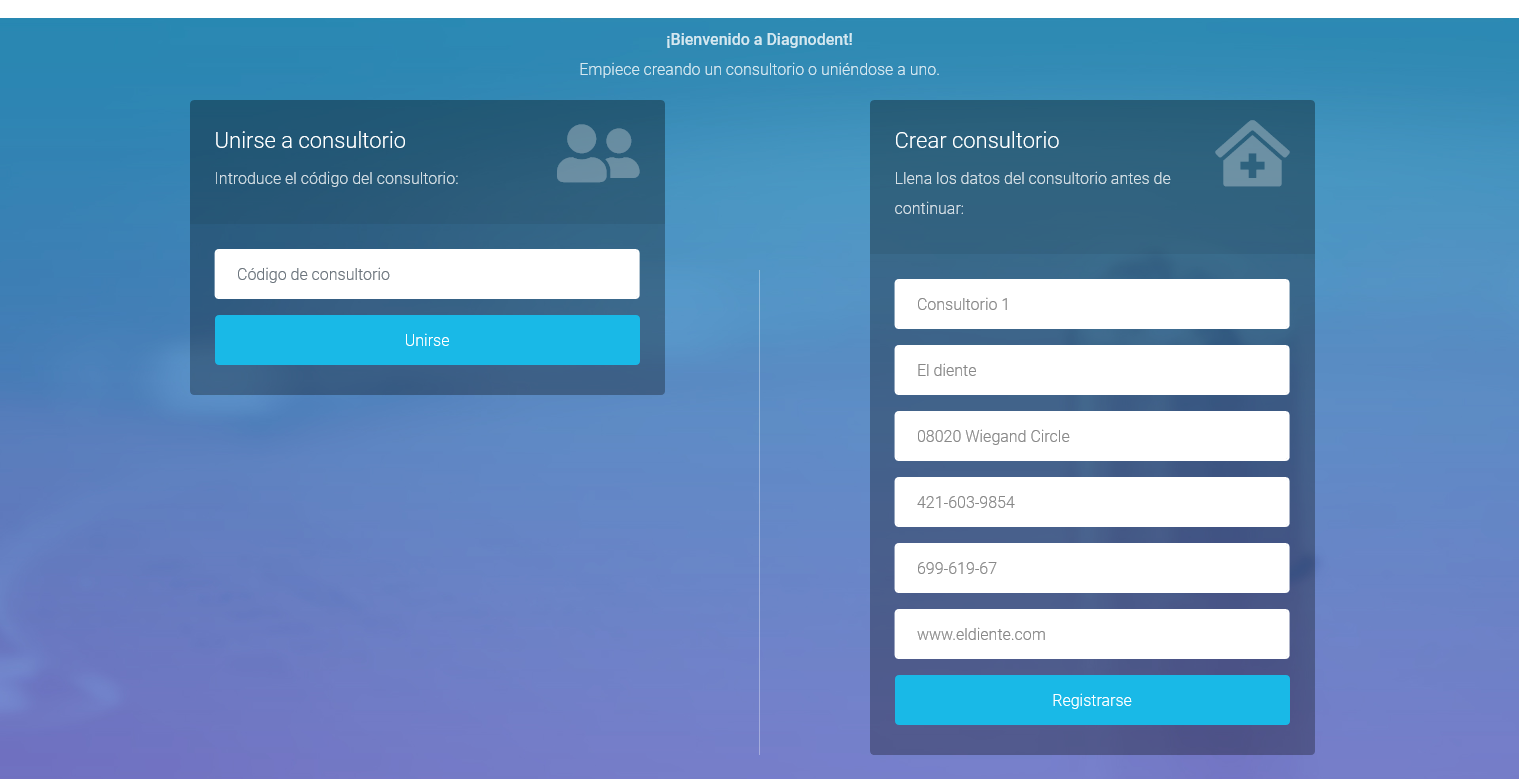 ¡Bienvenido a Diagnodent!
Empiece creando un consultorio o uniéndose a uno.
Unirse a consultorio
Introduce el código del consultorio:
Código de consultorio
Unirse
Crear consultorio
Llena los datos del consultorio antes de
continuar:
Consultorio 1
El diente
08020 Wiegand Circle
421-603-9854
699-619-67
www.eldiente.com
Registrarse